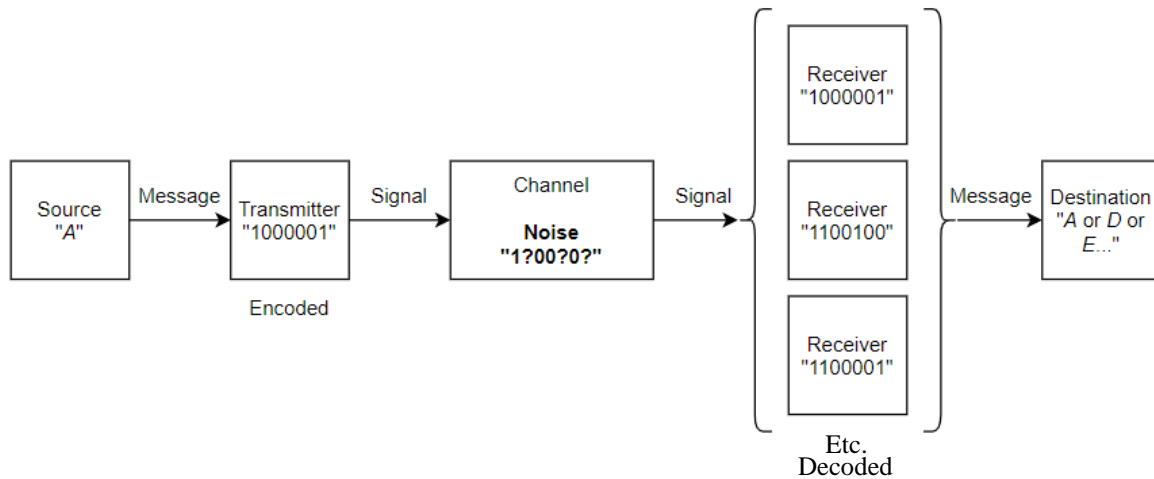 Source
"A"
Message
Transmitter
"1000001"
Encoded
Signal
Channel
Noise
"1?00?0?"
Signal
Receiver
"1000001"
Receiver
"1100100"
Receiver
"1100001"
Etc.
Decoded
Message
Destination
"A or D or
E..."